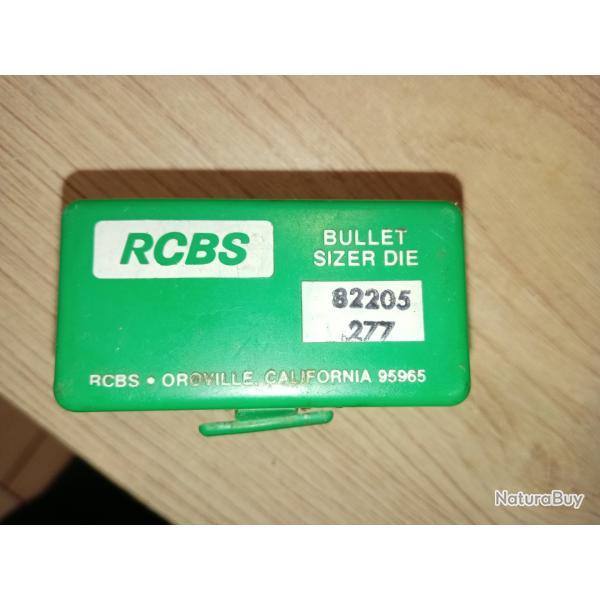 RCBS
BULLET
SIZER DIE
82205
.277
RCBS • OROVILLE, CALIFORNIA 95965
NaturaBuy